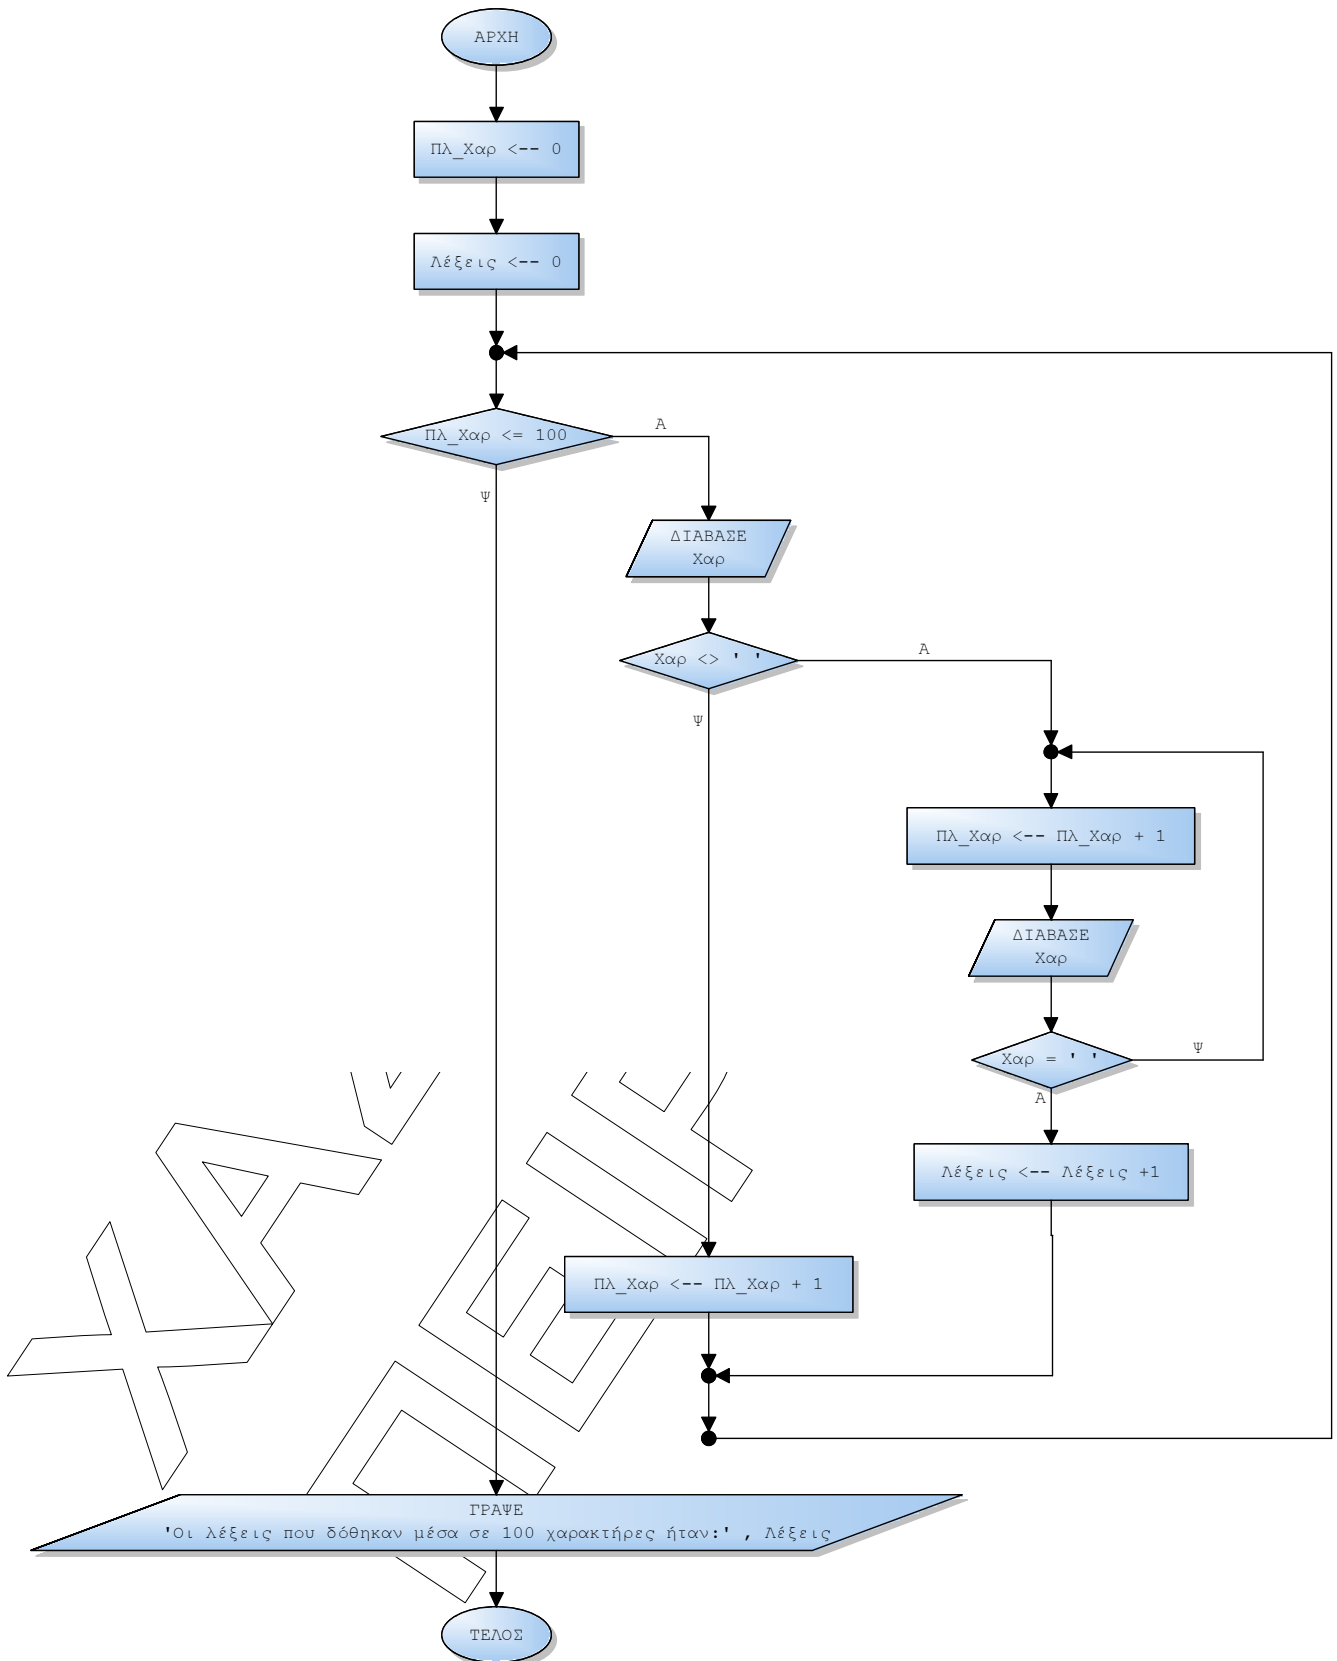 ΑΡΧΗ
Πλ_Χαρ <-- 0
Λέξεις <-- 0
Πλ_Χαρ <= 100
Α
Ψ
ΔΙΑΒΑΣΕ
Χαρ
Χαρ <> ' '
Α
Ψ
Πλ_Χαρ <-- Πλ_Χαρ + 1
ΔΙΑΒΑΣΕ
Χαρ
Χαρ = ' '
Ψ
Α
Λέξεις <-- Λέξεις +1
Πλ_Χαρ <-- Πλ_Χαρ + 1
ΓΡΑΨΕ
'Οι λέξεις που δόθηκαν μέσα σε 100 χαρακτήρες ήταν:' , Λέξεις
ΤΕΛΟΣ